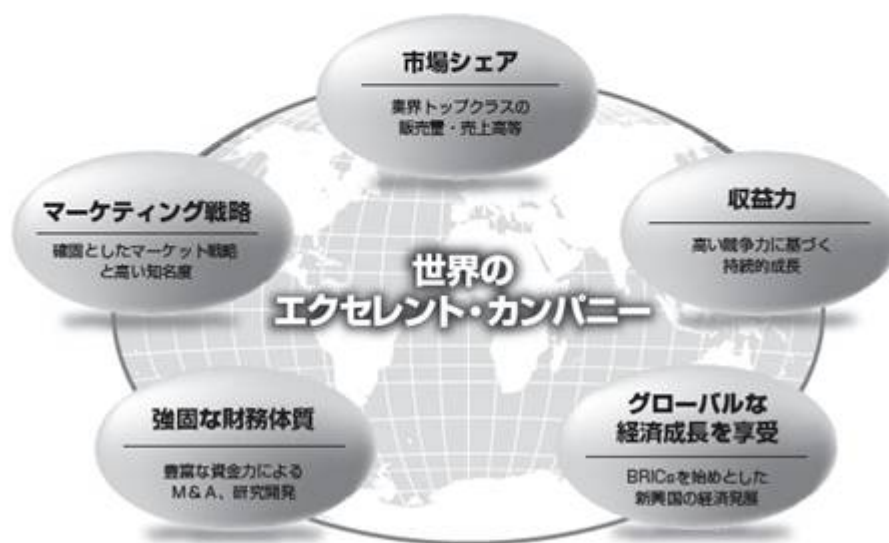 市場シェア
業界トップクラスの
販売量・売上高等
マーケティング戦略
確固としたマーケット戦略
と高い知名度
収益力
高い競争力に基づく
持続的成長
世界の
エクセレント・カンパニー
強固な財務体質
豊富な資金力による
M&A、研究開発
グローバルな
経済成長を享受
BRICsを始めとした
新興国の経済発展